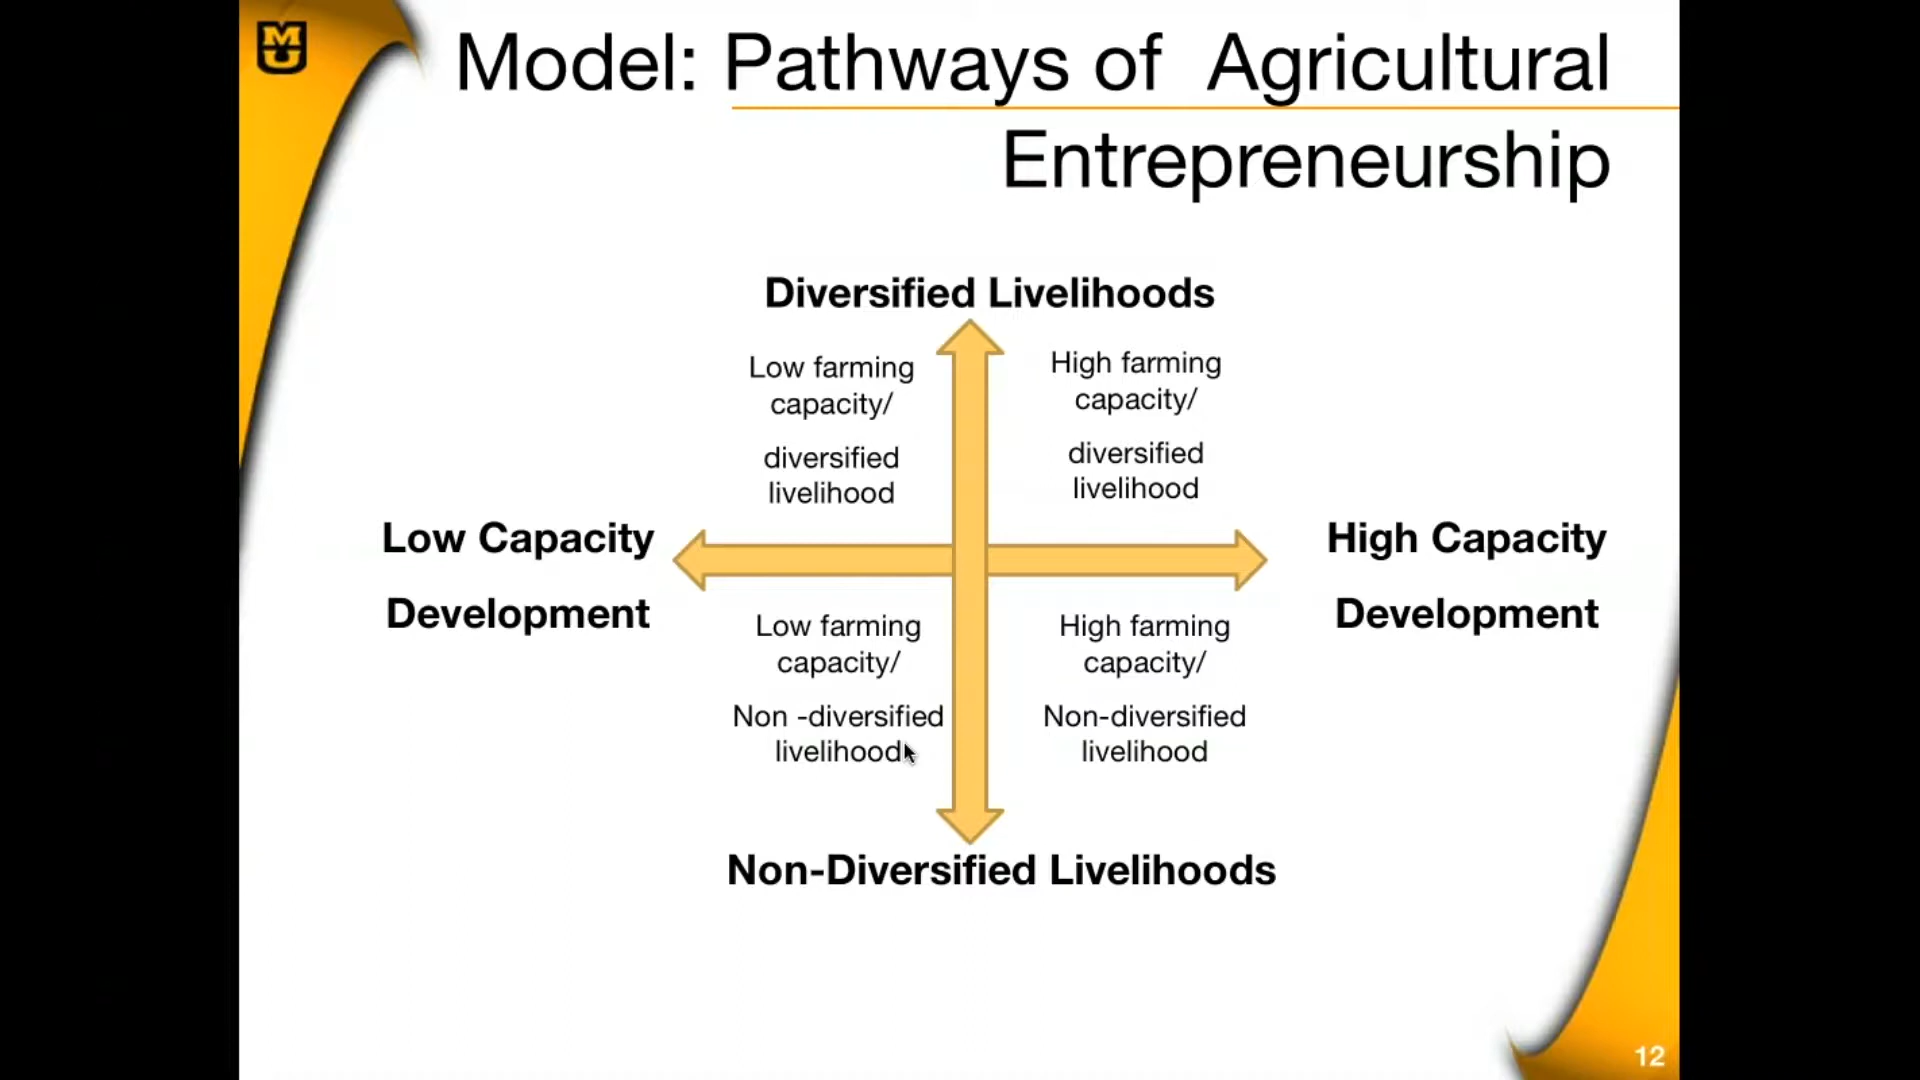 MU
Model: Pathways of Agricultural
Entrepreneurship
Diversified Livelihoods
Low farming
capacity/
diversified
livelihood
High farming
capacity/
diversified
livelihood
Low Capacity
Development
High Capacity
Development
Low farming
capacity/
Non -diversified
livelihood
High farming
capacity/
Non-diversified
livelihood
Non-Diversified Livelihoods
12